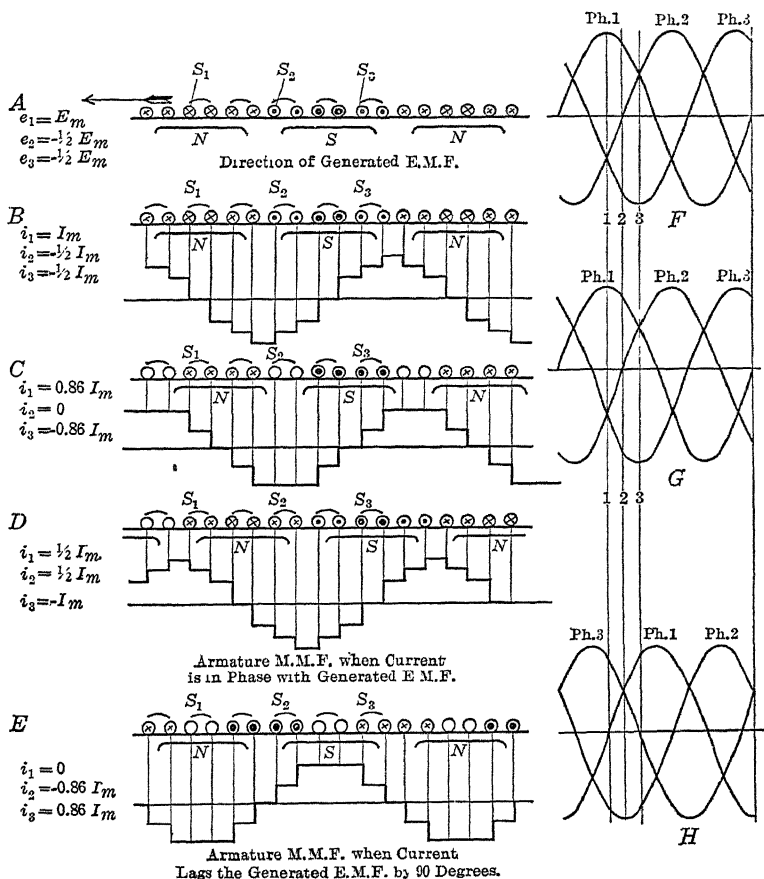 Ph.1 Ph.2 Ph.3
S1 S2 S3
A
e1 = Em
e2 = -½ Em
e3 = -½ Em
N S N
Direction of Generated E.M.F.
1 2 3
F
S1 S2 S3
B
i1 = Im
i2 = -½ Im
i3 = -½ Im
N S N
Ph.1 Ph.2 Ph.3
S1 S2 S3
C
i1 = 0.86 Im
i2 = 0
i3 = -0.86 Im
N S N
G
1 2 3
S1 S2 S3
D
i1 = ½ Im
i2 = ½ Im
i3 = -Im
N S N
Armature M.M.F. when Current
is in Phase with Generated E M.F.
Ph.3 Ph.1 Ph.2
S1 S2 S3
E
i1 = 0
i2 = -0.86 Im
i3 = 0.86 Im
N S N
H
Armature M.M.F. when Current
Lags the Generated E.M.F. by 90 Degrees.